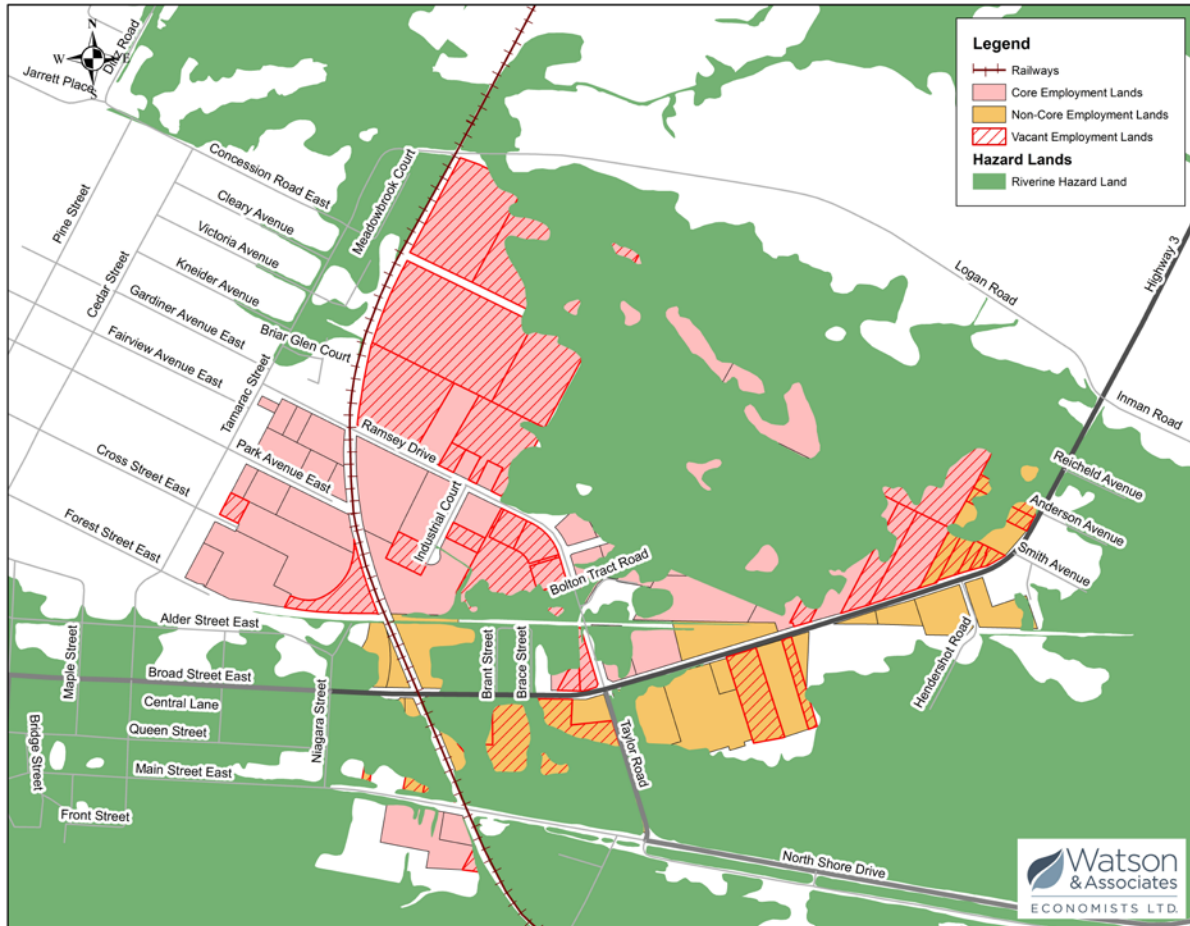 N
W
E
S
Diltz Road
Jarrett Place
Legend
Railways
Core Employment Lands
Non-Core Employment Lands
Vacant Employment Lands
Hazard Lands
Riverine Hazard Land
Concession Road East
Meadowbrook Court
Cleary Avenue
Pine Street
Victoria Avenue
Cedar Street
Kneider Avenue
Highway 3
Logan Road
Gardiner Avenue East
Briar Glen Court
Fairview Avenue East
Tamarac Street
Inman Road
Ramsey Drive
Park Avenue East
Cross Street East
Reicheld Avenue
Industrial Court
Anderson Avenue
Forest Street East
Smith Avenue
Bolton Tract Road
Alder Street East
Maple Street
Brant Street
Brace Street
Hendershot Road
Broad Street East
Central Lane
Niagara Street
Taylor Road
Bridge Street
Queen Street
Main Street East
Front Street
North Shore Drive
Watson
& Associates
ECONOMISTS LTD.